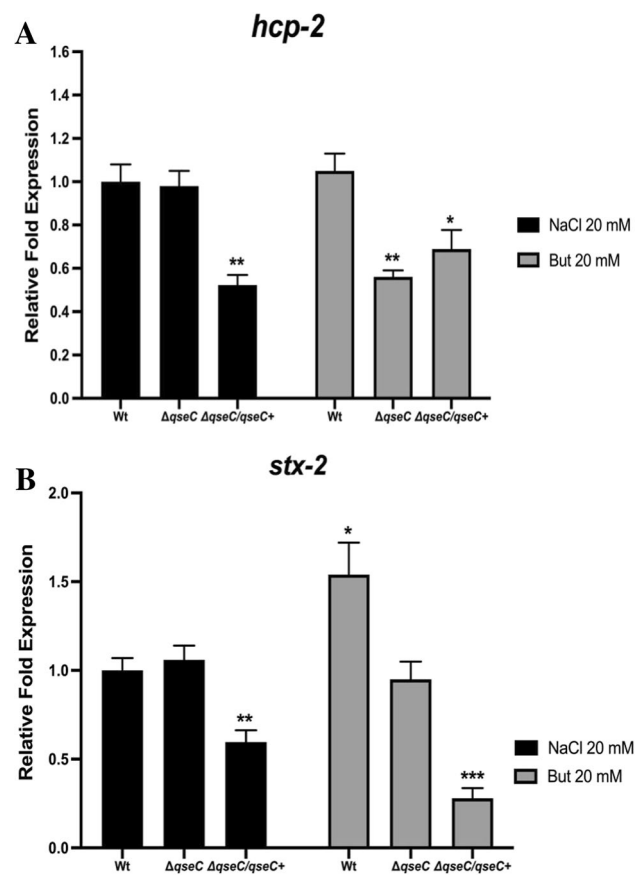 A
hcp-2
Relative Fold Expression
1.6
1.4
1.2
1.0
0.8
0.6
0.4
0.2
0.0
** ** *
Wt ΔqseC ΔqseC/qseC+ Wt ΔqseC ΔqseC/qseC+
NaCl 20 mM
But 20 mM
B
stx-2
Relative Fold Expression
2.0
1.5
1.0
0.5
0.0
** * ***
Wt ΔqseC ΔqseC/qseC+ Wt ΔqseC ΔqseC/qseC+
NaCl 20 mM
But 20 mM